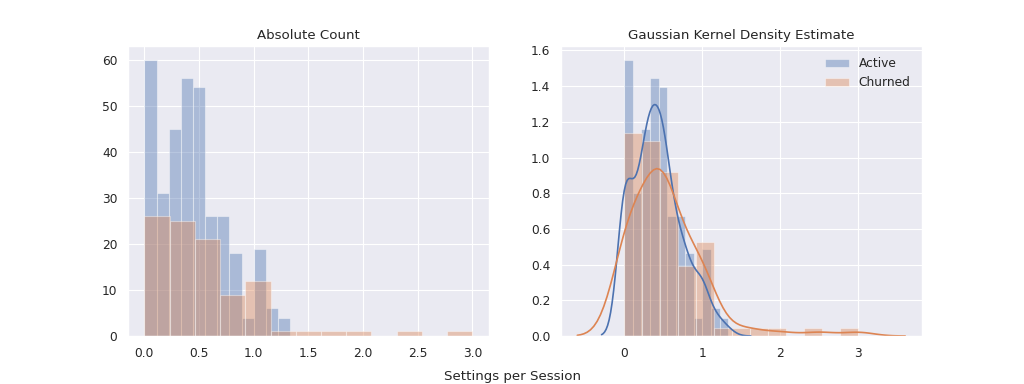 Absolute Count
60
50
40
30
20
10
0
0.0 0.5 1.0 1.5 2.0 2.5 3.0
Gaussian Kernel Density Estimate
1.6
1.4
1.2
1.0
0.8
0.6
0.4
0.2
0.0
0 1 2 3
Active
Churned
Settings per Session